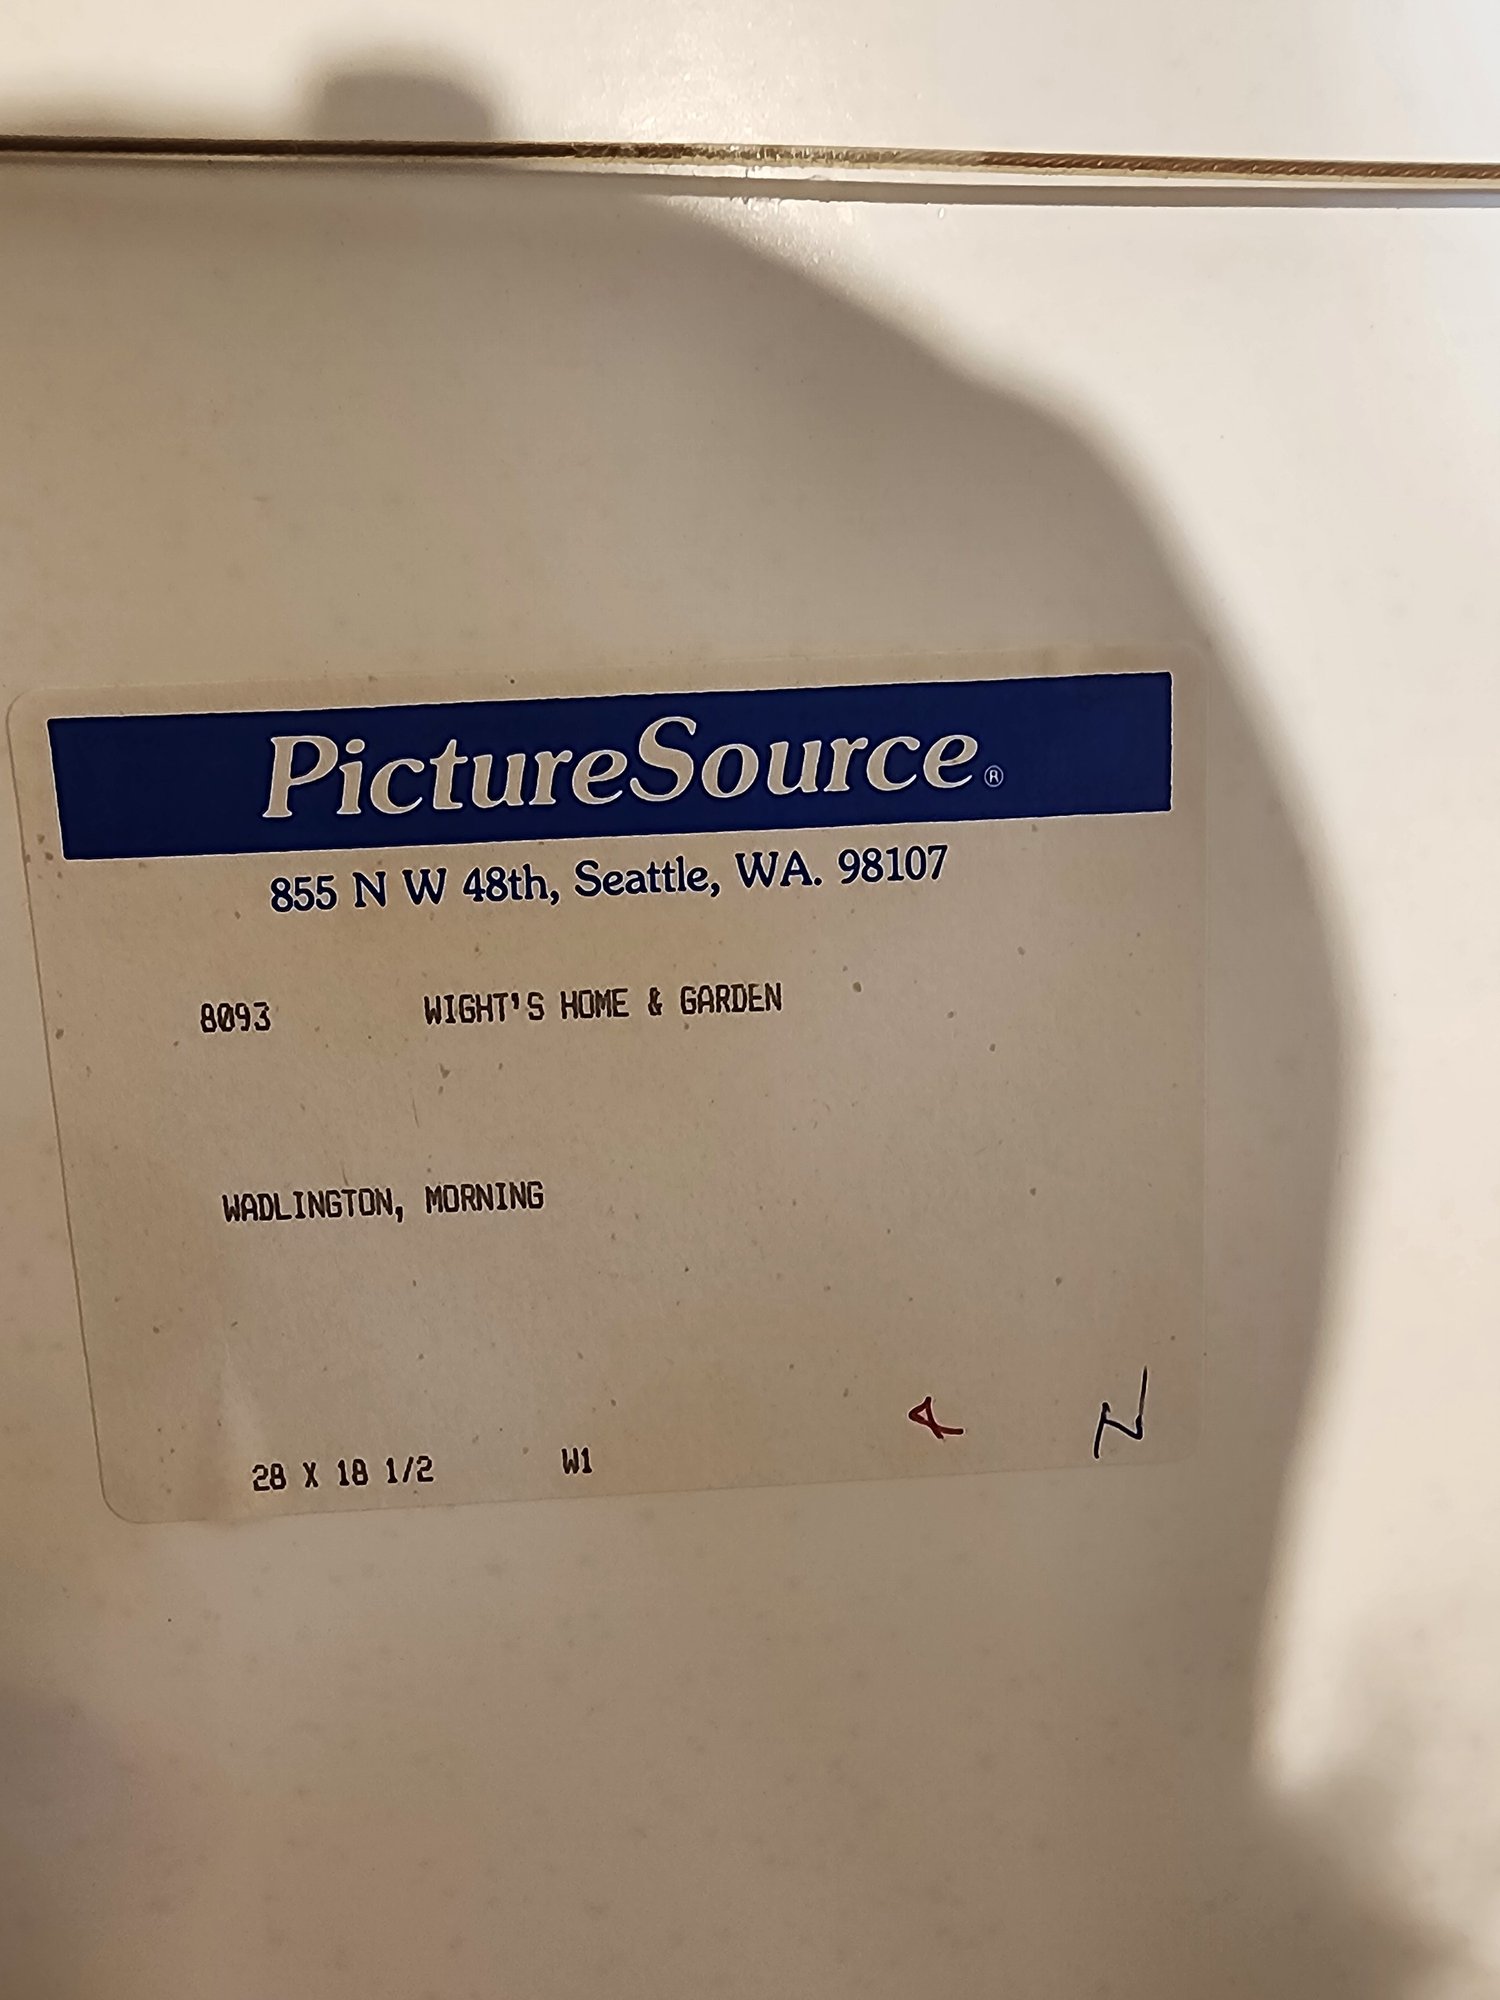 PictureSource®
855 N W 48th, Seattle, WA. 98107
8093 WIGHT'S HOME & GARDEN
WADLINGTON, MORNING
28 X 18 1/2 W1